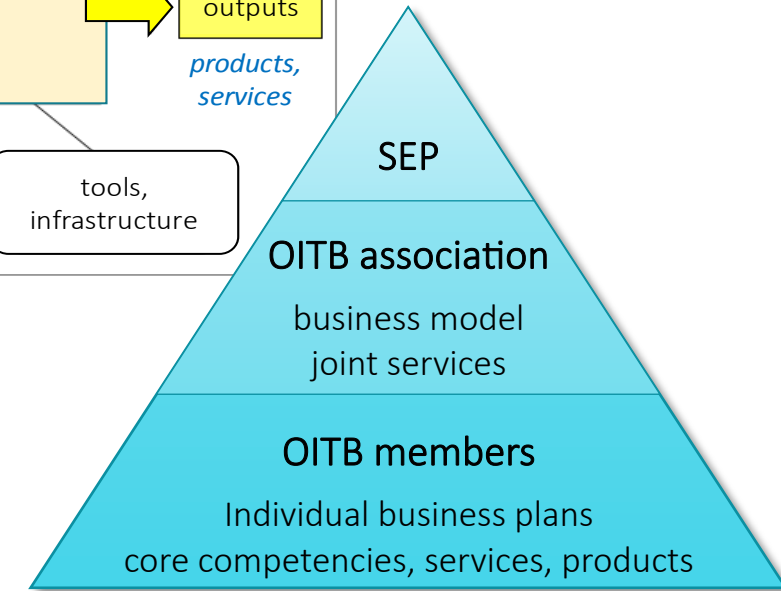 outputs
products,
services
tools,
infrastructure
SEP
OITB association
business model
joint services
OITB members
Individual business plans
core competencies, services, products